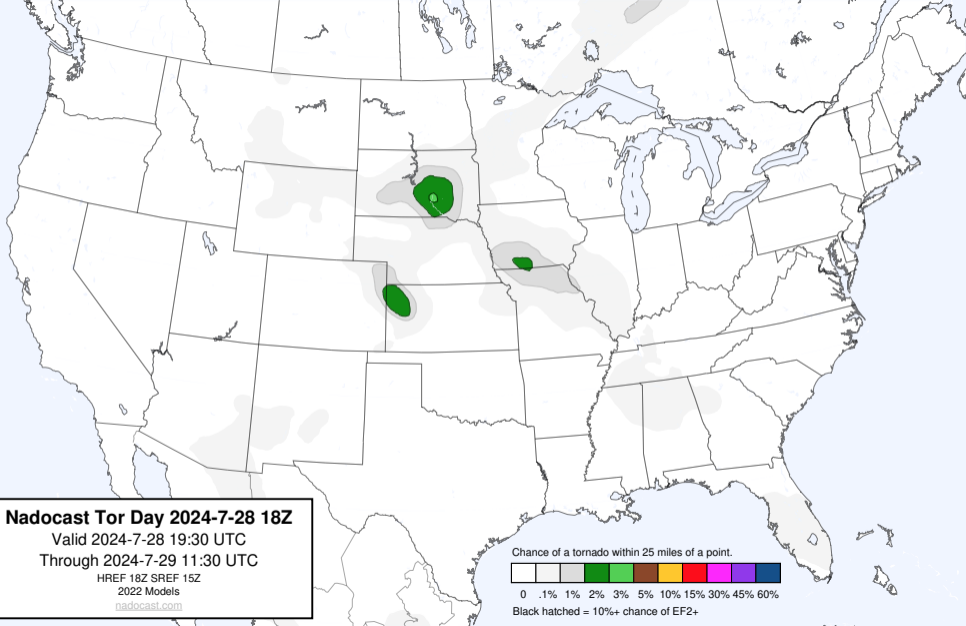 Nadocast Tor Day 2024-7-28 18Z
Valid 2024-7-28 19:30 UTC
Through 2024-7-29 11:30 UTC
HREF 18Z SREF 15Z
2022 Models
nadocast.com
Chance of a tornado within 25 miles of a point.
0 .1% 1% 2% 3% 5% 10% 15% 30% 45% 60%
Black hatched = 10%+ chance of EF2+